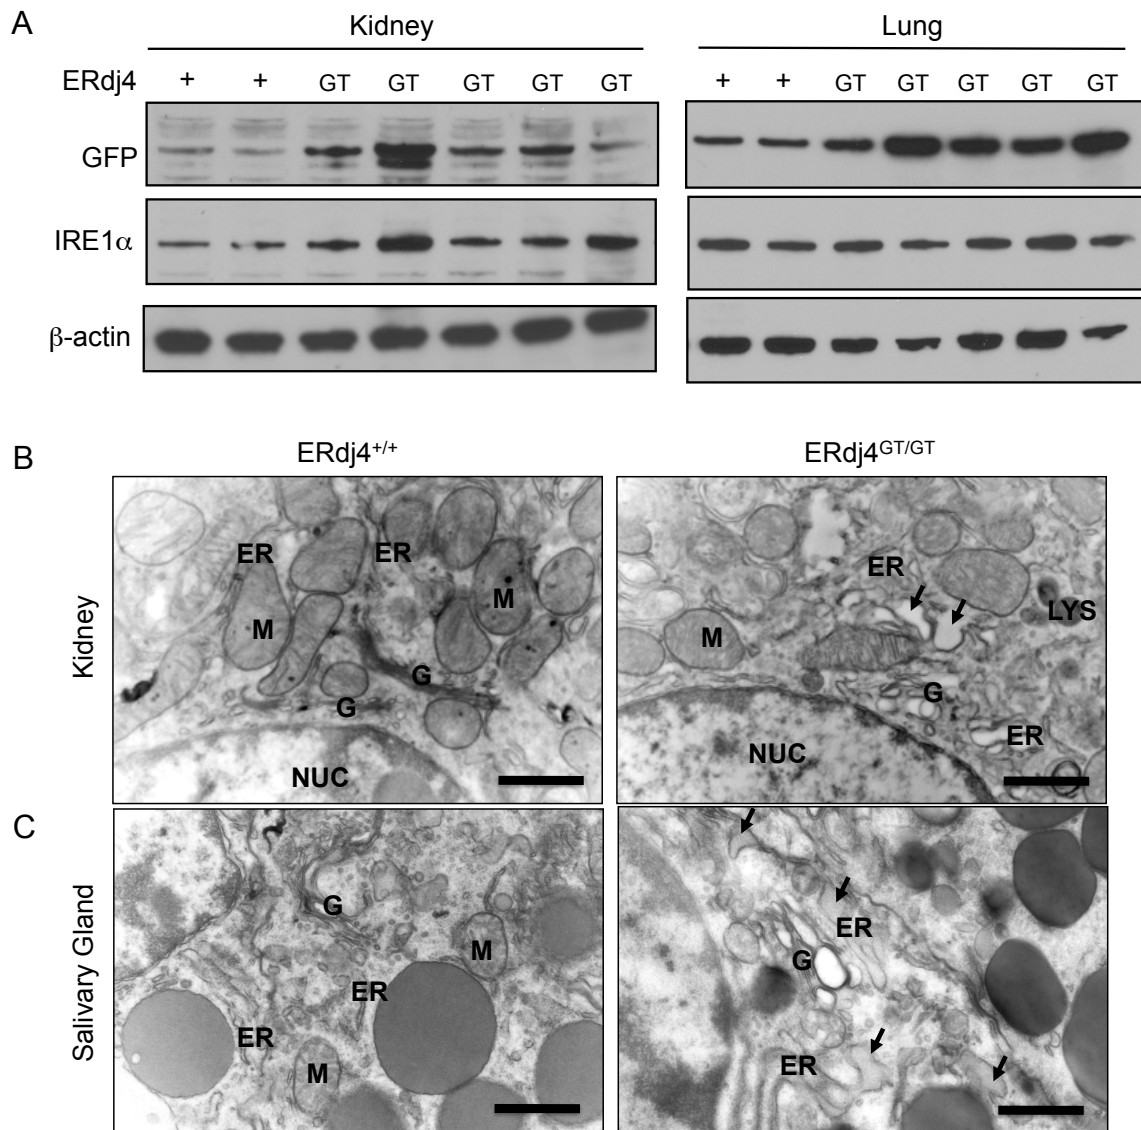 A
Kidney
Lung
ERdj4 + + GT GT GT GT GT + + GT GT GT GT GT
GFP
IRE1α
β-actin
B
ERdj4+/+
ERdj4GT/GT
Kidney
ER ER M M G G NUC
ER LYS M G ER NUC
C
Salivary Gland
G M ER ER M
ER G ER